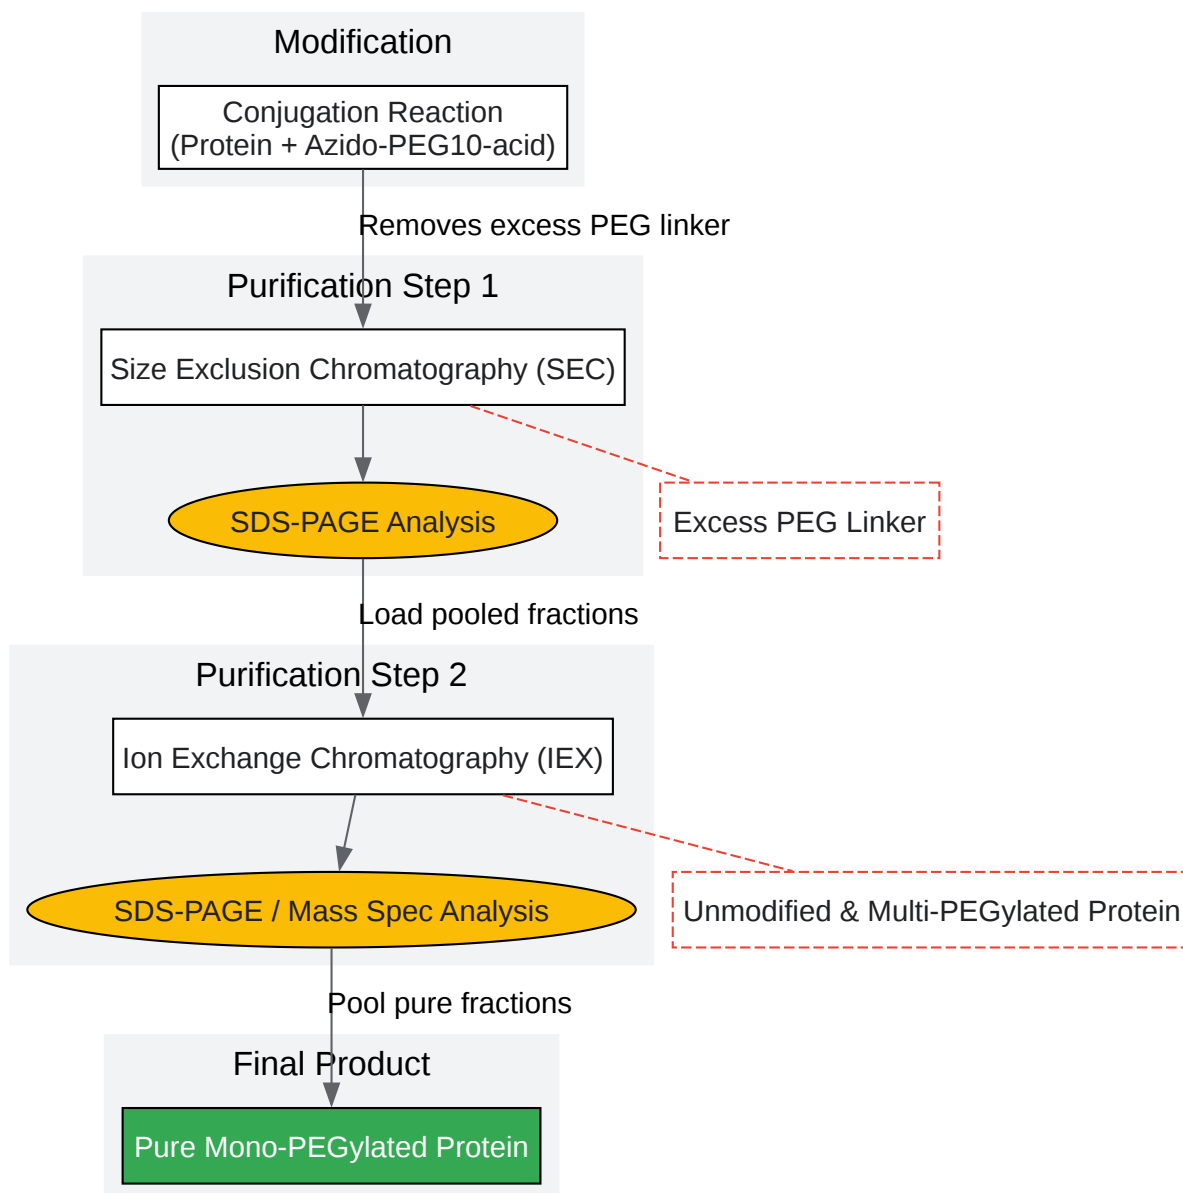 Modification
Conjugation Reaction
(Protein + Azido-PEG10-acid)
Removes excess PEG linker
Purification Step 1
Size Exclusion Chromatography (SEC)
SDS-PAGE Analysis
Excess PEG Linker
Load pooled fractions
Purification Step 2
Ion Exchange Chromatography (IEX)
SDS-PAGE / Mass Spec Analysis
Unmodified & Multi-PEGylated Protein
Pool pure fractions
Final Product
Pure Mono-PEGylated Protein